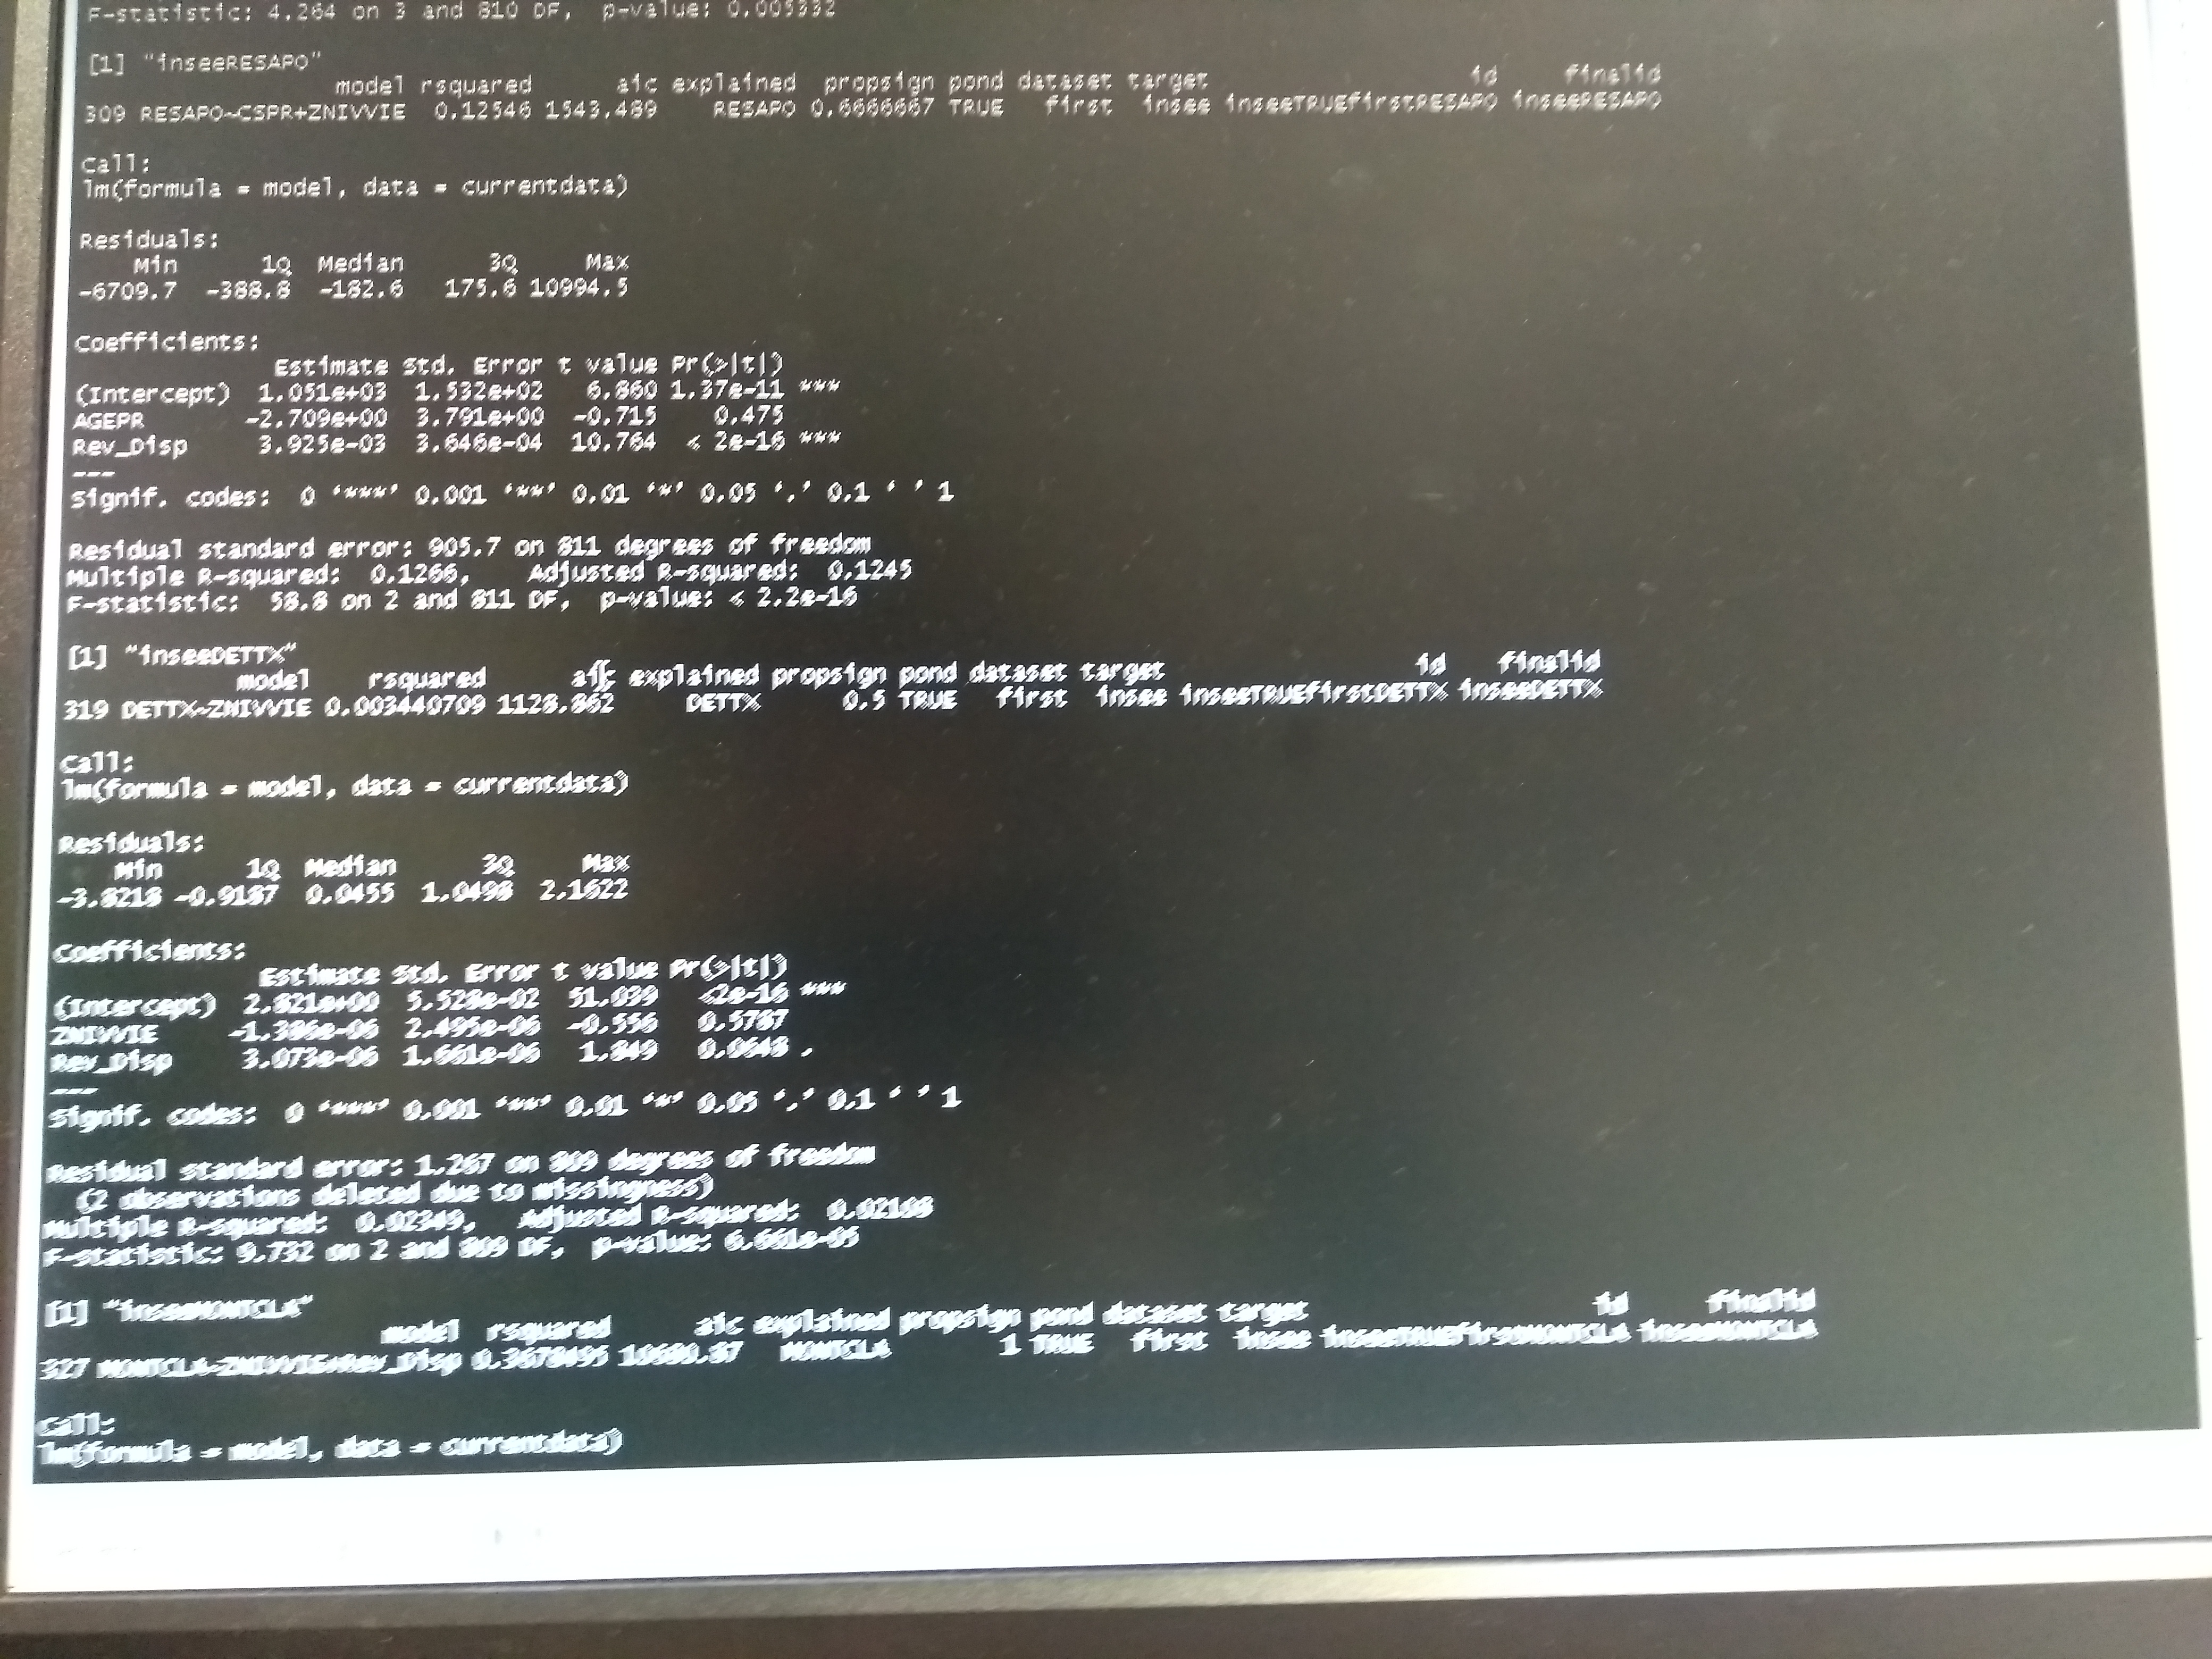 F-statistic: 4.264 on 3 and 810 DF,  p-value: 0.005332
[1] "inseeRESAPO"
model rsquared aic explained propsign pond dataset target id finalid
309 RESAPO~CSPR+ZNIVVIE 0.12546 1543.489 RESAPO 0.6666667 TRUE first insee inseeTRUEfirstRESAPO inseeRESAPO
Call:
lm(formula = model, data = currentdata)
Residuals:
Min 1Q Median 3Q Max
-6709.7 -388.8 -182.6 175.6 10994.5
Coefficients:
Estimate Std. Error t value Pr(>|t|)
(Intercept) 1.051e+03 1.532e+02 6.860 1.37e-11 ***
AGEPR -2.709e+00 3.791e+00 -0.715 0.475
Rev_Disp 3.925e-03 3.646e-04 10.764 < 2e-16 ***
---
Signif. codes:  0 ‘***’ 0.001 ‘**’ 0.01 ‘*’ 0.05 ‘.’ 0.1 ‘ ’ 1
Residual standard error: 905.7 on 811 degrees of freedom
Multiple R-squared:  0.1266, Adjusted R-squared:  0.1245
F-statistic:  58.8 on 2 and 811 DF,  p-value: < 2.2e-16
[1] "inseeDETTX"
model rsquared aic explained propsign pond dataset target id finalid
319 DETTX~ZNIVVIE 0.003440709 1128.862 DETTX 0.5 TRUE first insee inseeTRUEfirstDETTX inseeDETTX
Call:
lm(formula = model, data = currentdata)
Residuals:
Min 1Q Median 3Q Max
-3.8218 -0.9187 0.0455 1.0498 2.1622
Coefficients:
Estimate Std. Error t value Pr(>|t|)
(Intercept) 2.821e+00 5.528e-02 51.039 <2e-16 ***
ZNIVVIE -1.386e-06 2.495e-06 -0.556 0.5787
Rev_Disp 3.073e-06 1.661e-06 1.849 0.0648 .
---
Signif. codes:  0 ‘***’ 0.001 ‘**’ 0.01 ‘*’ 0.05 ‘.’ 0.1 ‘ ’ 1
Residual standard error: 1.267 on 809 degrees of freedom
(2 observations deleted due to missingness)
Multiple R-squared:  0.02349, Adjusted R-squared:  0.02108
F-statistic: 9.732 on 2 and 809 DF,  p-value: 6.661e-05
[1] "inseeMONTCLA"
model rsquared aic explained propsign pond dataset target id finalid
327 MONTCLA~ZNIVVIE+Rev_Disp 0.3678495 MONTCLA 1 TRUE first insee inseeTRUEfirstMONTCLA inseeMONTCLA
Call:
lm(formula = model, data = currentdata)